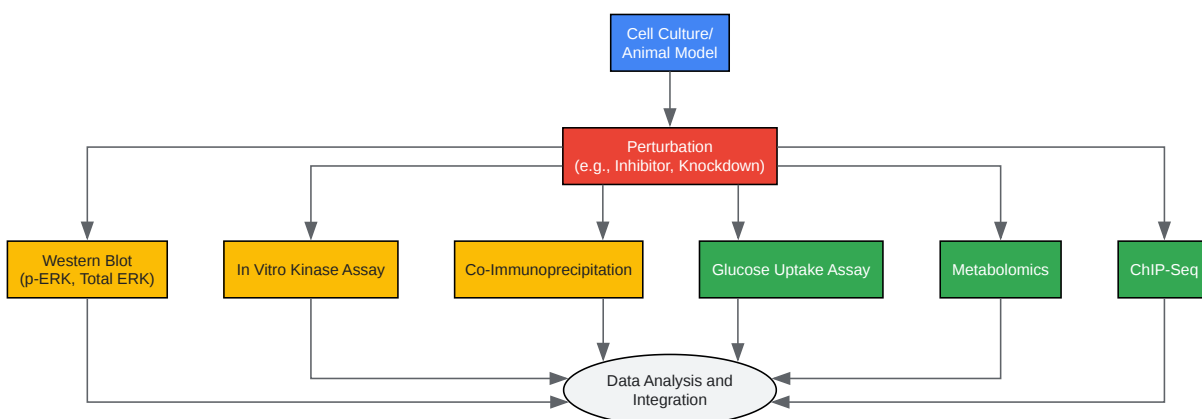 Cell Culture/
Animal Model
Perturbation
(e.g., Inhibitor, Knockdown)
Western Blot
(p-ERK, Total ERK)
In Vitro Kinase Assay
Co-Immunoprecipitation
Glucose Uptake Assay
Metabolomics
ChIP-Seq
Data Analysis and
Integration